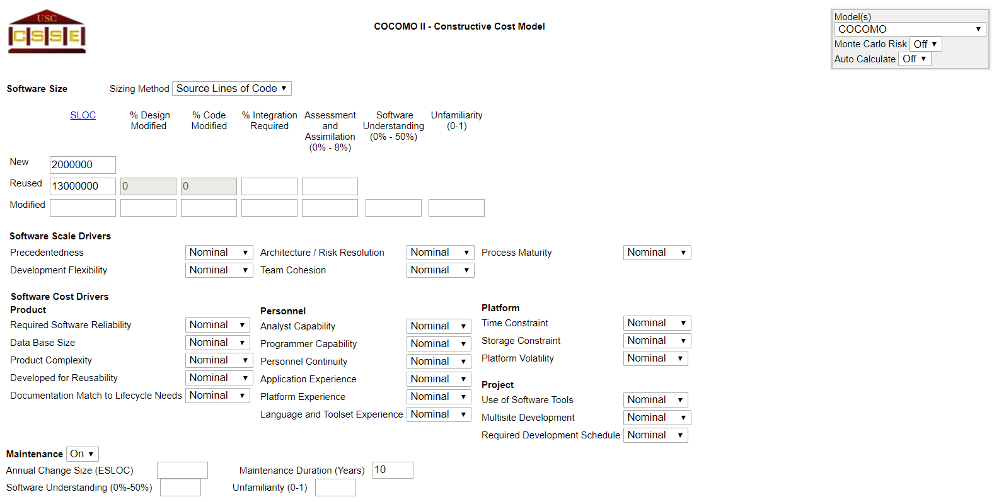 USC
CSSE
COCOMO II - Constructive Cost Model
Model(s)
COCOMO
Monte Carlo Risk Off
Auto Calculate Off
Software Size Sizing Method Source Lines of Code
SLOC % Design Modified % Code Modified % Integration Required Assessment and Assimilation (0% - 8%) Software Understanding (0% - 50%) Unfamiliarity (0-1)
New 2000000
Reused 13000000 0 0
Modified
Software Scale Drivers
Precedentedness Nominal Architecture / Risk Resolution Nominal Process Maturity Nominal
Development Flexibility Nominal Team Cohesion Nominal
Software Cost Drivers
Product
Required Software Reliability Nominal
Data Base Size Nominal
Product Complexity Nominal
Developed for Reusability Nominal
Documentation Match to Lifecycle Needs Nominal
Personnel
Analyst Capability Nominal
Programmer Capability Nominal
Personnel Continuity Nominal
Application Experience Nominal
Platform Experience Nominal
Language and Toolset Experience Nominal
Platform
Time Constraint Nominal
Storage Constraint Nominal
Platform Volatility Nominal
Project
Use of Software Tools Nominal
Multisite Development Nominal
Required Development Schedule Nominal
Maintenance On
Annual Change Size (ESLOC) Maintenance Duration (Years) 10
Software Understanding (0%-50%) Unfamiliarity (0-1)